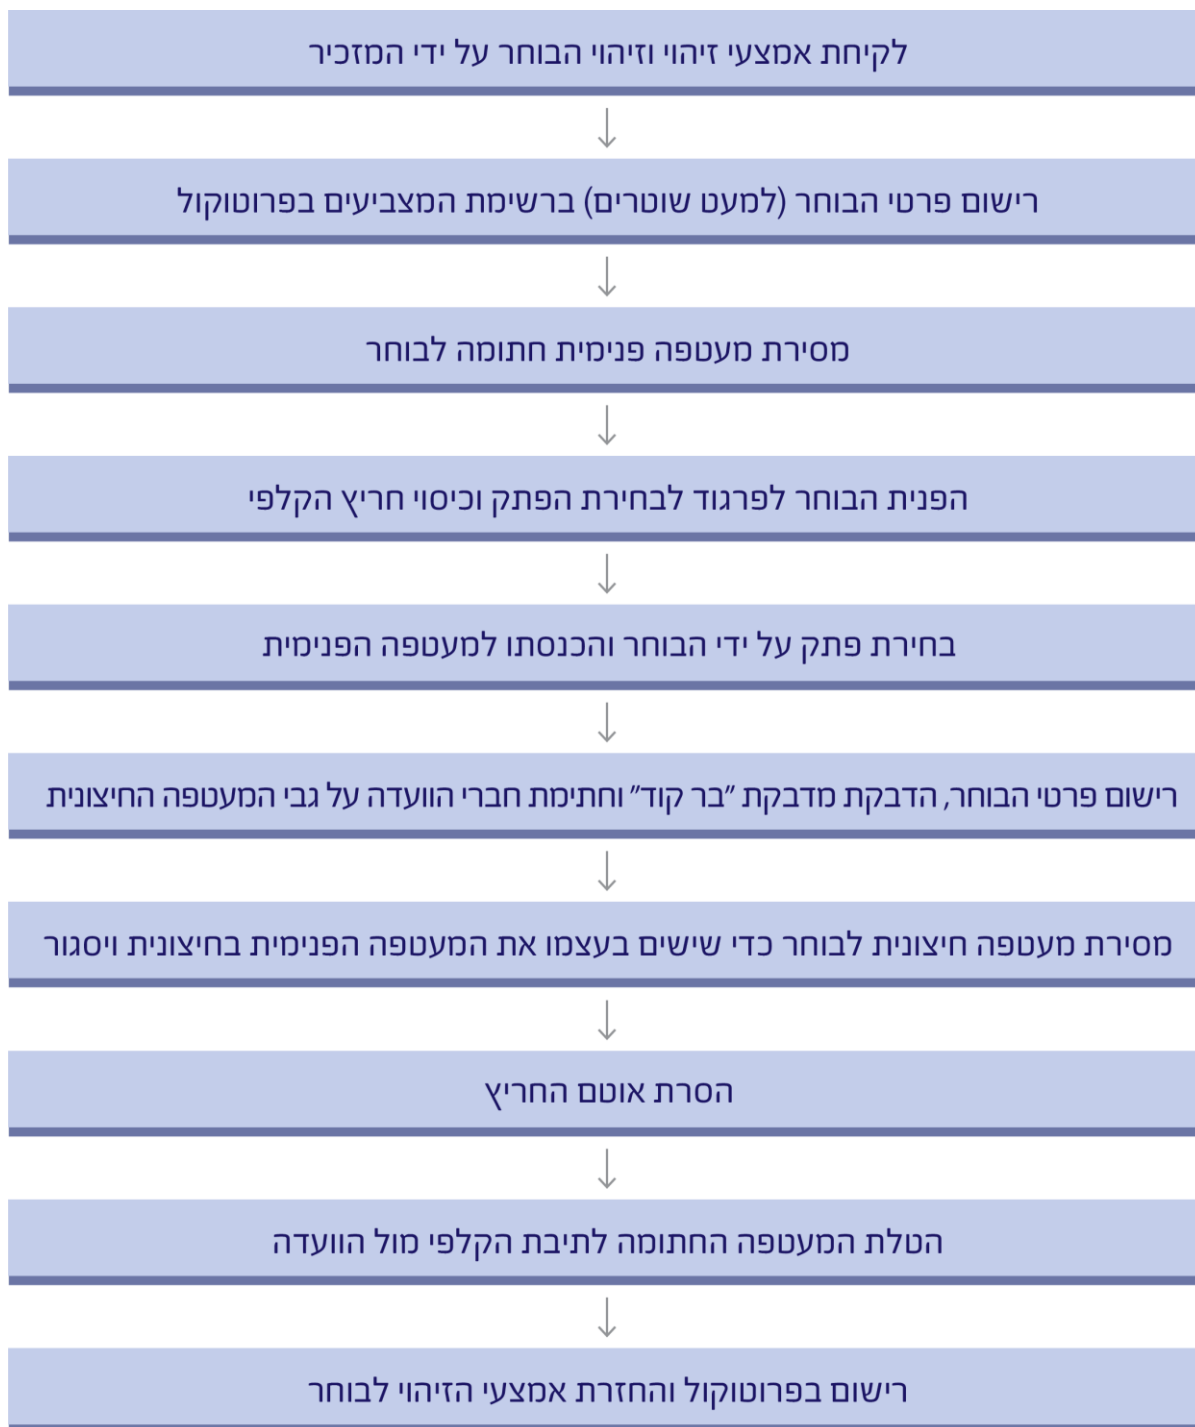 לקיחת אמצעי זיהוי וזיהוי הבוחר על ידי המזכיר
רישום פרטי הבוחר (למעט שוטרים) ברשימת המצביעים בפרוטוקול
מסירת מעטפה פנימית חתומה לבוחר
הפנית הבוחר לפרגוד לבחירת הפתק וכיסוי חריץ הקלפי
בחירת פתק על ידי הבוחר והכנסתו למעטפה הפנימית
רישום פרטי הבוחר, הדבקת מדבקת "בר קוד" וחתימת חברי הוועדה על גבי המעטפה החיצונית
מסירת מעטפה חיצונית לבוחר כדי שישים בעצמו את המעטפה הפנימית בחיצונית ויסגור
הסרת אוטם החריץ
הטלת המעטפה החתומה לתיבת הקלפי מול הוועדה
רישום בפרוטוקול והחזרת אמצעי הזיהוי לבוחר